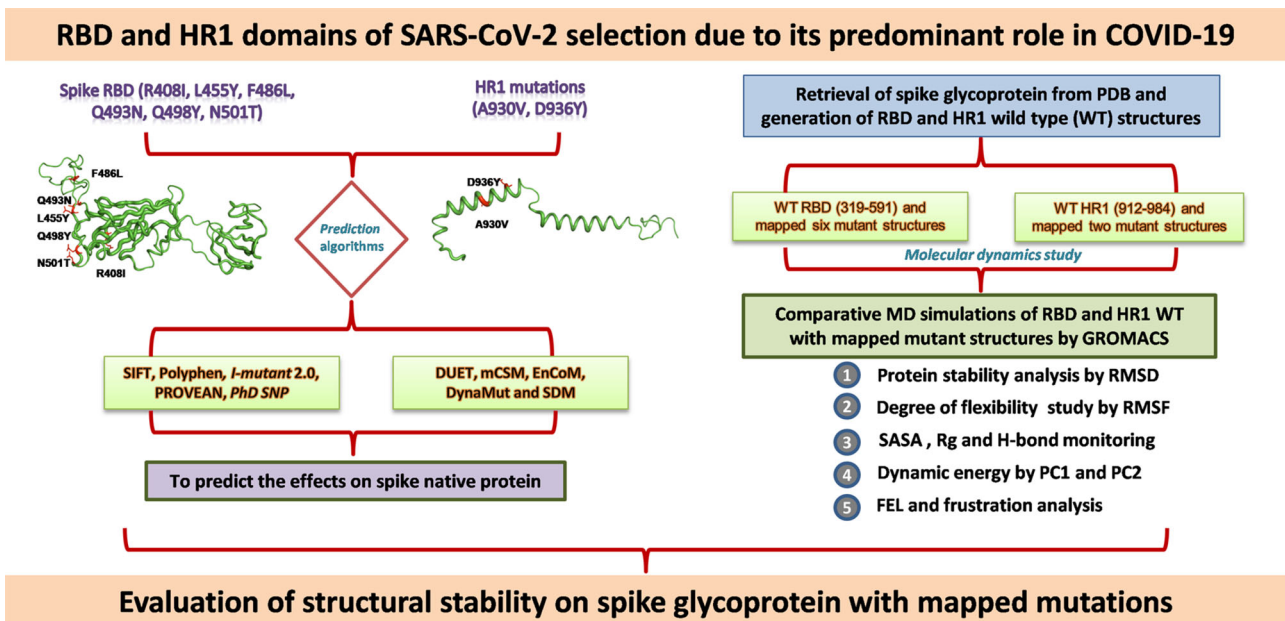 RBD and HR1 domains of SARS-CoV-2 selection due to its predominant role in COVID-19
Spike RBD (R408I, L455Y, F486L,
Q493N, Q498Y, N501T)
HR1 mutations
(A930V, D936Y)
F486L
Q493N
L455Y
Q498Y
N501T
R408I
Prediction
algorithms
D936Y
A930V
SIFT, Polyphen, I-mutant 2.0,
PROVEAN, PhD SNP
DUET, mCSM, EnCoM,
DynaMut and SDM
To predict the effects on spike native protein
Retrieval of spike glycoprotein from PDB and
generation of RBD and HR1 wild type (WT) structures
WT RBD (319-591) and
mapped six mutant structures
WT HR1 (912-984) and
mapped two mutant structures
Molecular dynamics study
Comparative MD simulations of RBD and HR1 WT
with mapped mutant structures by GROMACS
1 Protein stability analysis by RMSD
2 Degree of flexibility study by RMSF
3 SASA , Rg and H-bond monitoring
4 Dynamic energy by PC1 and PC2
5 FEL and frustration analysis
Evaluation of structural stability on spike glycoprotein with mapped mutations